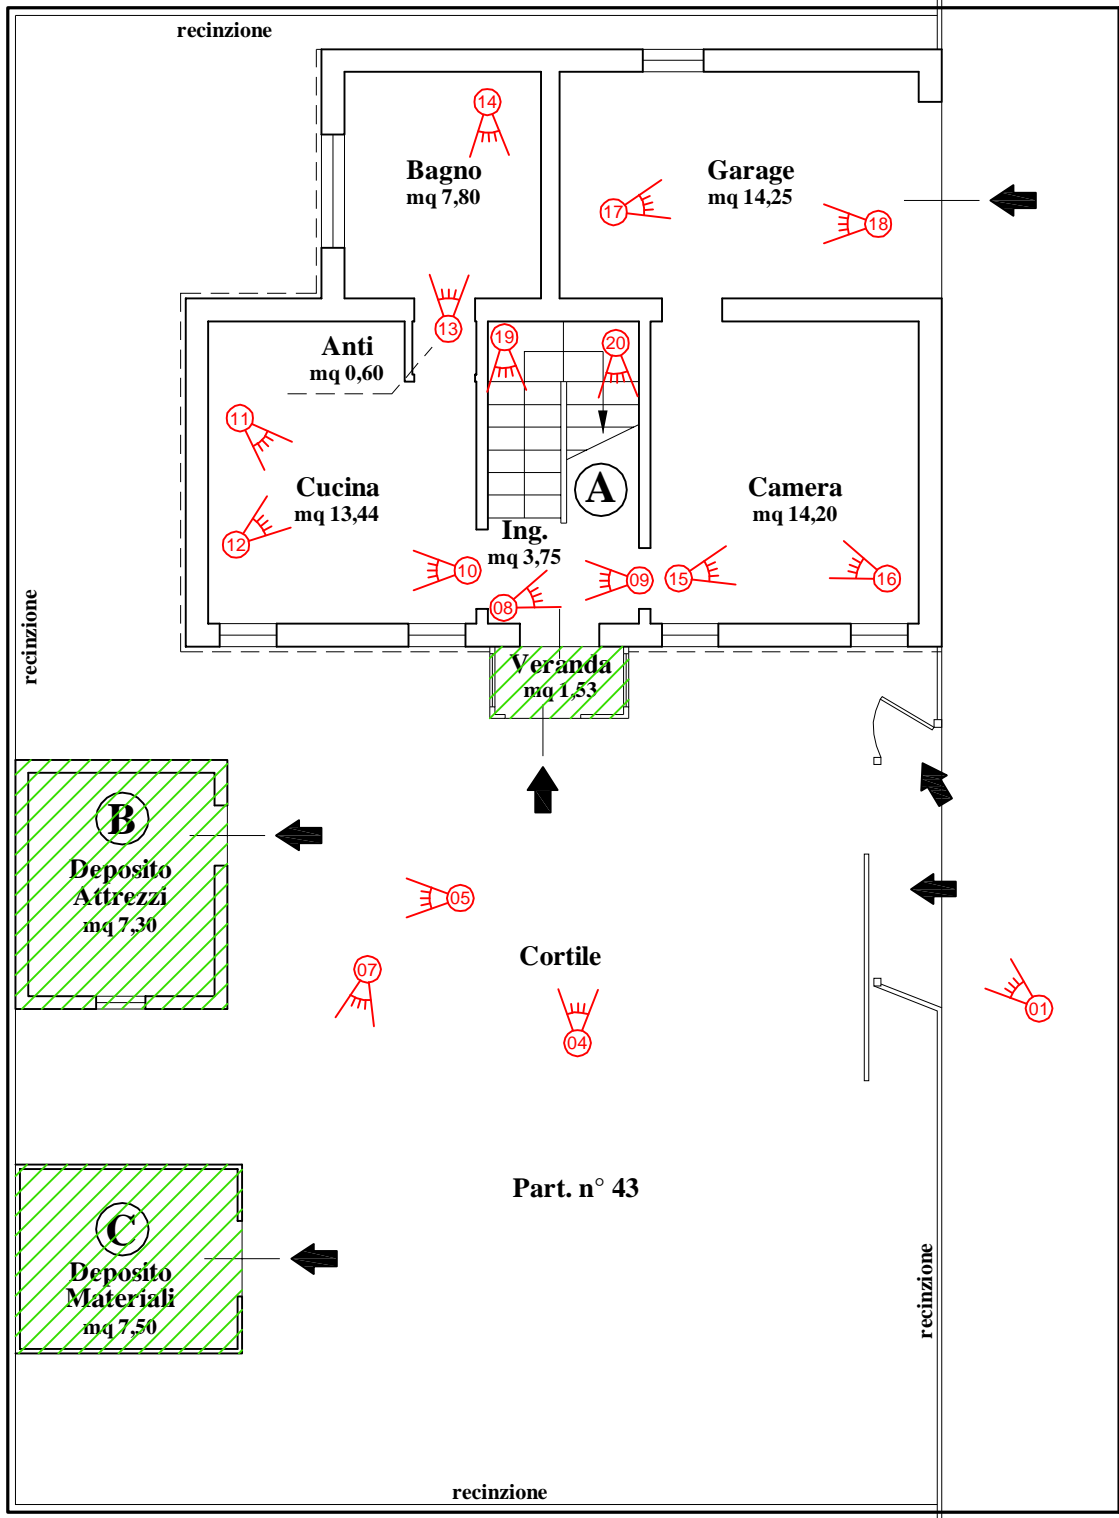 recinzione
14
Bagno
mq 7,80
Garage
mq 14,25
17
18
13
19
20
Anti
mq 0,60
11
Cucina
mq 13,44
12
A
Camera
mq 14,20
Ing.
mq 3,75
10
09
08
15
16
recinzione
Veranda
mq 1,53
B
Deposito
Attrezzi
mq 7,30
05
Cortile
07
04
01
Part. n° 43
C
Deposito
Materiali
mq 7,50
recinzione
recinzione